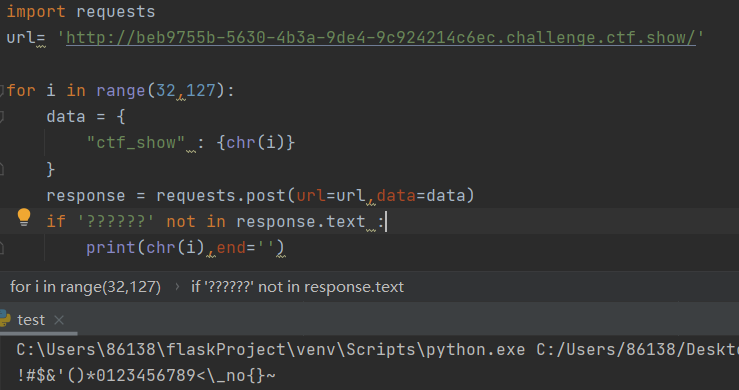 import requests
url= 'http://beb9755b-5630-4b3a-9de4-9c924214c6ec.challenge.ctf.show/'
for i in range(32,127):
    data = {
        "ctf_show" : {chr(i)}
    }
    response = requests.post(url=url,data=data)
    if '??????' not in response.text :
        print(chr(i),end='')
for i in range(32,127) › if '??????' not in response.text
test ×
C:\Users\86138\flaskProject\venv\Scripts\python.exe C:/Users/86138/Deskto
!#$&'()*0123456789<\_no{}~